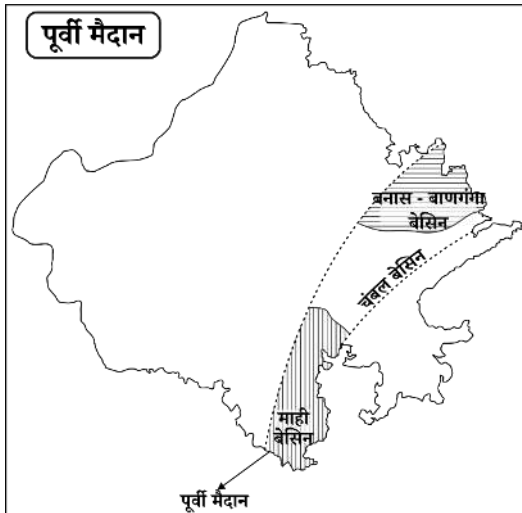 पूर्वी मैदान
बनास - बाणगंगा
बेसिन
चंबल बेसिन
माही
बेसिन
पूर्वी मैदान